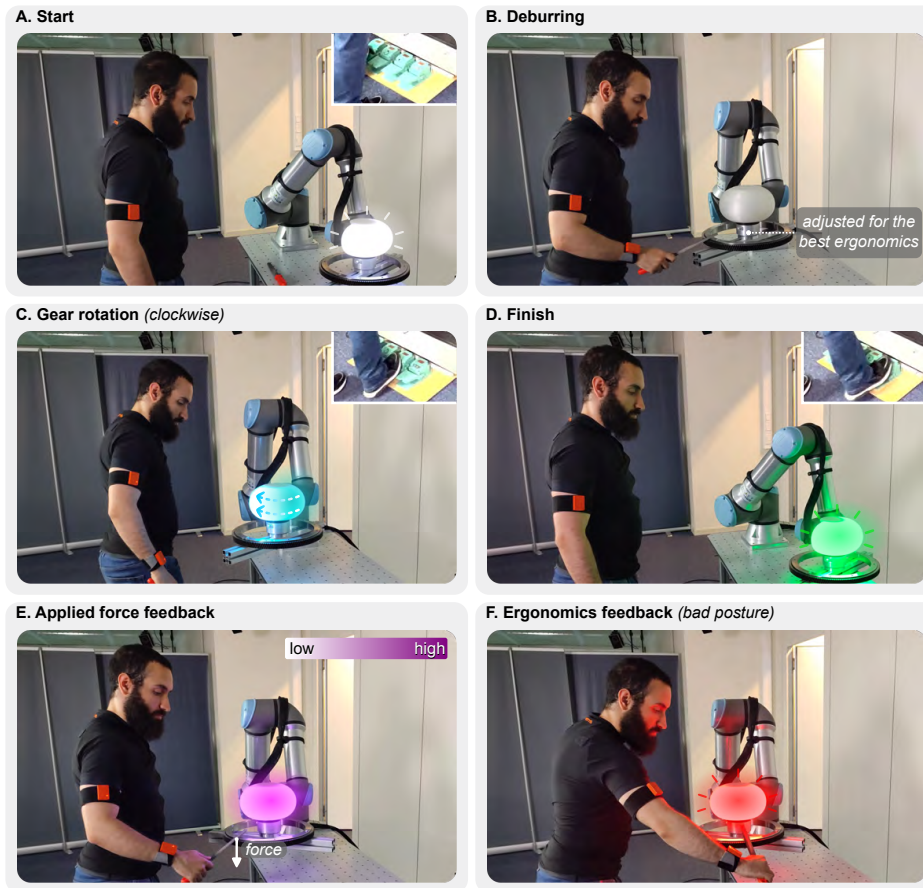 A. Start
B. Deburring
adjusted for the
best ergonomics
C. Gear rotation (clockwise)
D. Finish
E. Applied force feedback
low
high
force
F. Ergonomics feedback (bad posture)